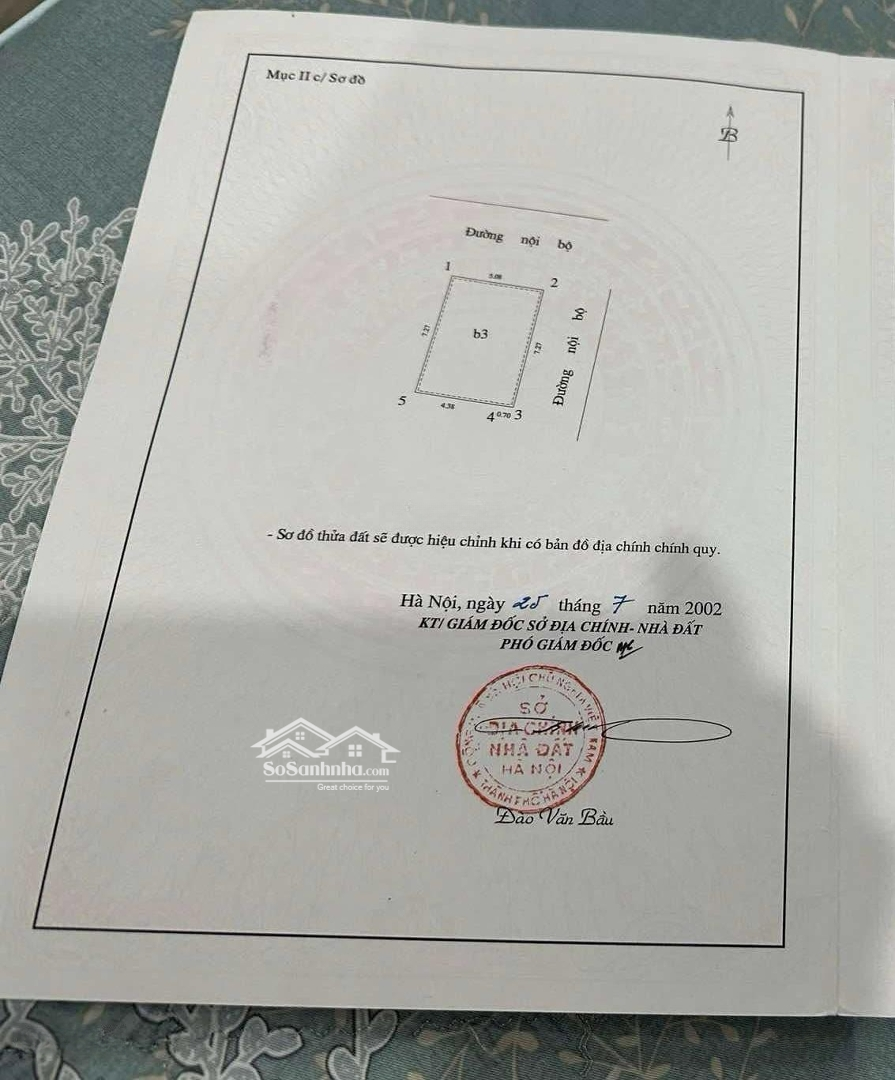 Mục II c/ Sơ đồ
B
Đường nội bộ
1
5.08
2
7.27
b3
7.27
Đường nội bộ
5
4.38
4
0.70
3
- Sơ đồ thửa đất sẽ được hiệu chỉnh khi có bản đồ địa chính chính quy.
Hà Nội, ngày 25 tháng 7 năm 2002
KT/ GIÁM ĐỐC SỞ ĐỊA CHÍNH- NHÀ ĐẤT
PHÓ GIÁM ĐỐC
SỞ
ĐỊA CHÍNH
NHÀ ĐẤT
HÀ NỘI
THÀNH PHỐ HÀ NỘI
Đào Văn Bầu
SoSanhnha.com
Great choice for you